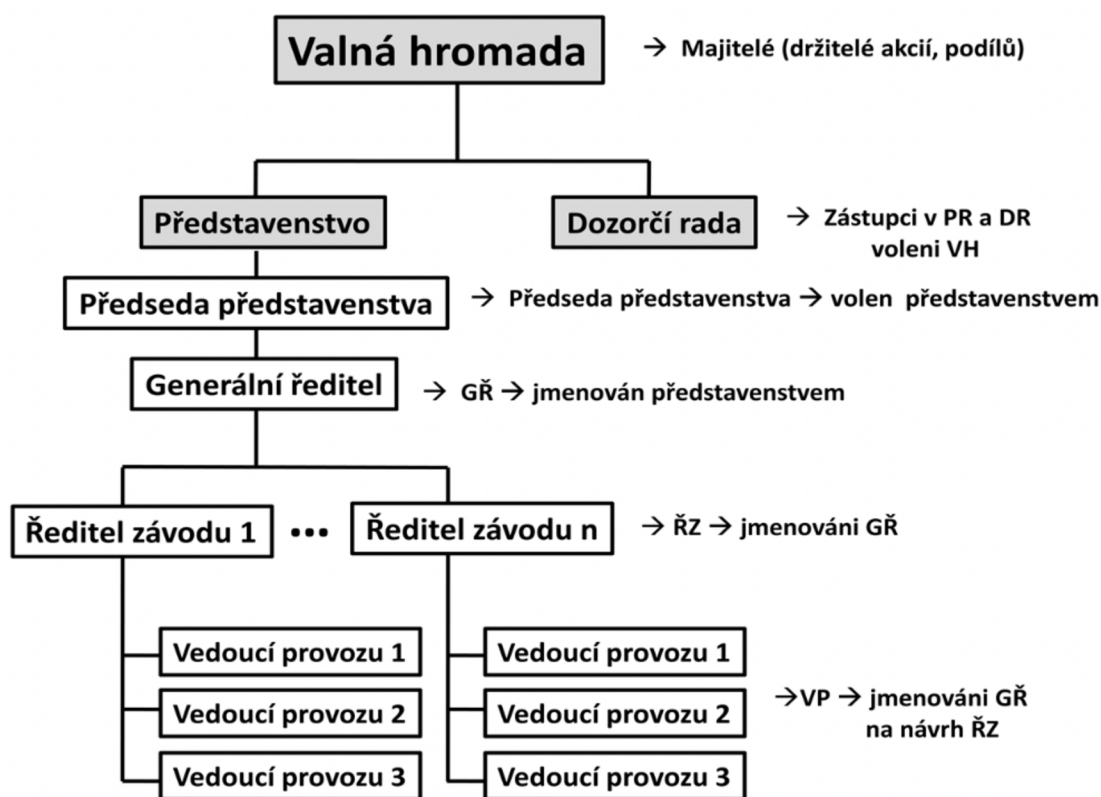 Valná hromada
→ Majitelé (držitelé akcií, podílů)
Představenstvo
Dozorčí rada
→ Zástupci v PR a DR
voleni VH
Předseda představenstva
→ Předseda představenstva → volen představenstvem
Generální ředitel
→ GŘ → jmenován představenstvem
Ředitel závodu 1
...
Ředitel závodu n
→ ŘZ → jmenováni GŘ
Vedoucí provozu 1
Vedoucí provozu 1
Vedoucí provozu 2
Vedoucí provozu 2
→VP → jmenováni GŘ
na návrh ŘZ
Vedoucí provozu 3
Vedoucí provozu 3